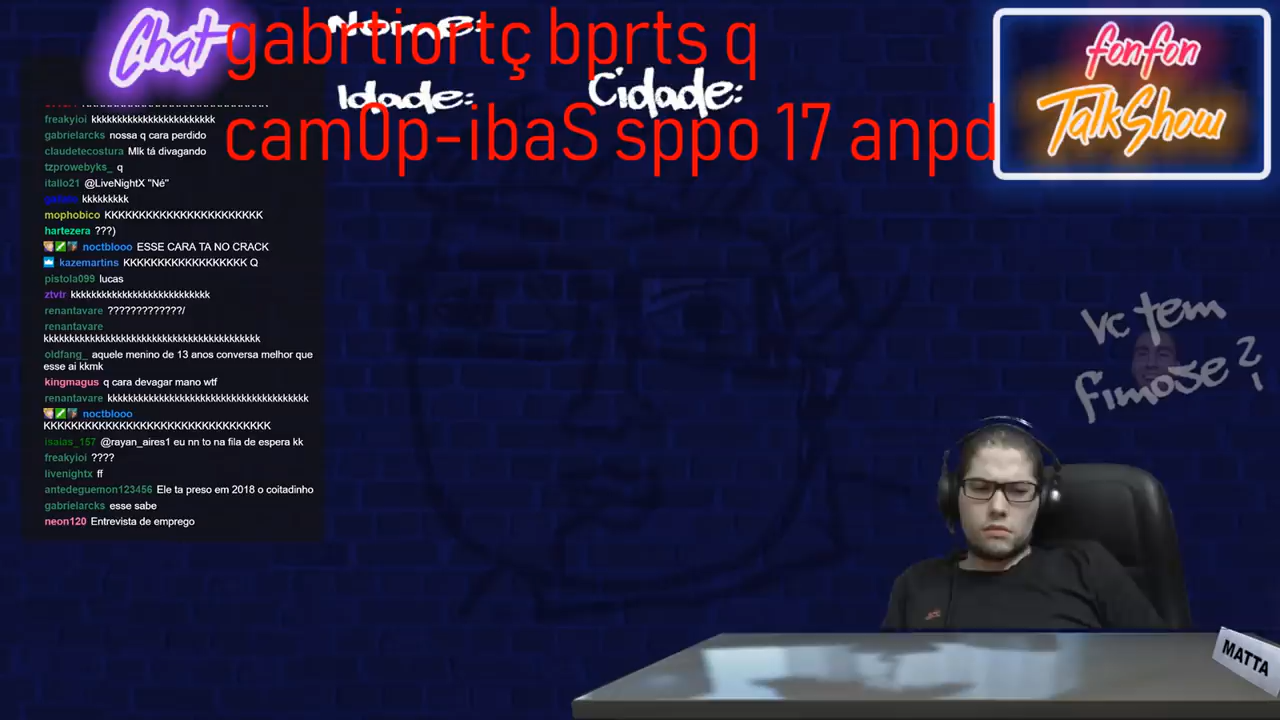 Chat
Nome:
gabrtiortç bprts q
Idade:
Cidade:
camOp-ibaS sppo 17 anpd
fonfon
TalkShow
freakyioi kkkkkkkkkkkkkkkkkkkkkkkk
gabrielarcks nossa q cara perdido
claudetecostura Mlk tá divagando
tzprowebyks_ q
itallo21 @LiveNightX "Né"
kkkkkkkkk
mophobico KKKKKKKKKKKKKKKKKKKKKKK
hartezera ???)
noctblooo ESSE CARA TA NO CRACK
kazemartins KKKKKKKKKKKKKKKKKK Q
pistola099 lucas
ztvtr kkkkkkkkkkkkkkkkkkkkkkkkkk
renantavare ?????????????/
renantavare
kkkkkkkkkkkkkkkkkkkkkkkkkkkkkkkkkkkkkkkk
oldfang_ aquele menino de 13 anos conversa melhor que
esse ai kkmk
kingmagus q cara devagar mano wtf
renantavare kkkkkkkkkkkkkkkkkkkkkkkkkkkkkkkkkkkkk
noctblooo
KKKKKKKKKKKKKKKKKKKKKKKKKKKKKKKKK
isaias_157 @rayan_aires1 eu nn to na fila de espera kk
freakyioi ????
livenightx ff
antedeguemon123456 Ele ta preso em 2018 o coitadinho
gabrielarcks esse sabe
neon120 Entrevista de emprego
vc tem
fimose?
MATTA